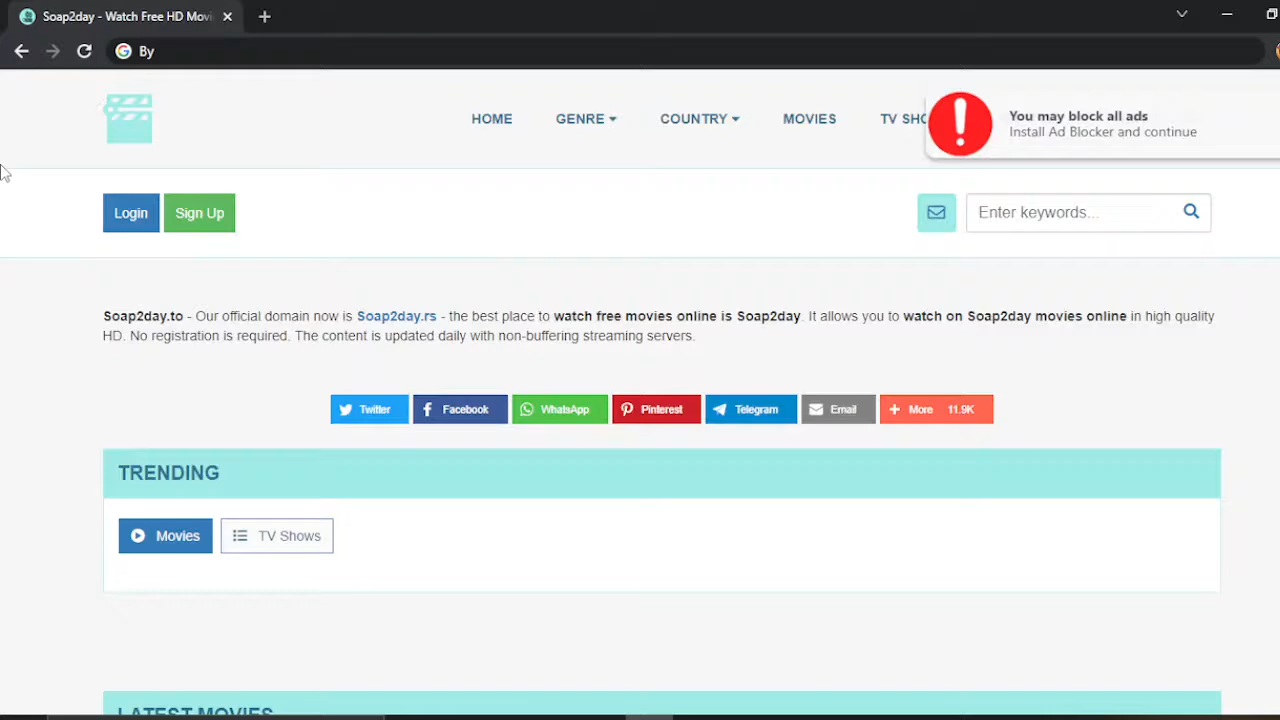 Soap2day - Watch Free HD Movi
By
HOME GENRE COUNTRY MOVIES TV SHO
You may block all ads
Install Ad Blocker and continue
Login Sign Up Enter keywords...
Soap2day.to - Our official domain now is Soap2day.rs - the best place to watch free movies online is Soap2day. It allows you to watch on Soap2day movies online in high quality
HD. No registration is required. The content is updated daily with non-buffering streaming servers.
Twitter Facebook WhatsApp Pinterest Telegram Email More 11.9K
TRENDING
Movies TV Shows
LATEST MOVIES